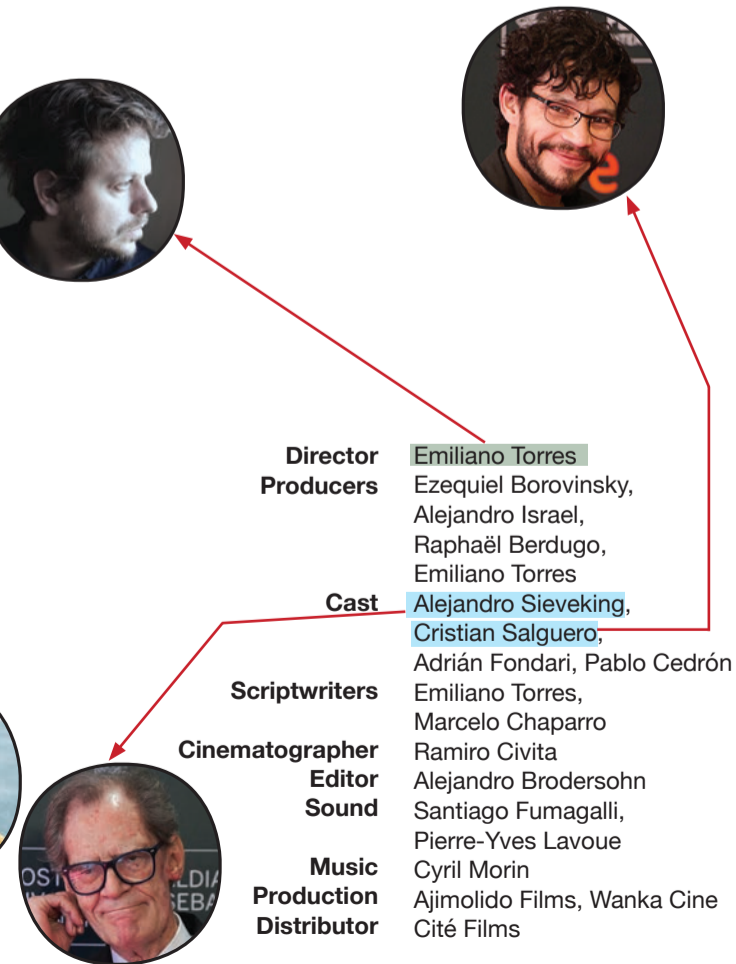 Director Emiliano Torres
Producers Ezequiel Borovinsky,
Alejandro Israel,
Raphaël Berdugo,
Emiliano Torres
Cast Alejandro Sieveking,
Cristian Salguero,
Adrián Fondari, Pablo Cedrón
Scriptwriters Emiliano Torres,
Marcelo Chaparro
Cinematographer Ramiro Civita
Editor Alejandro Brodersohn
Sound Santiago Fumagalli,
Pierre-Yves Lavoue
Music Cyril Morin
Production Ajimolido Films, Wanka Cine
Distributor Cité Films